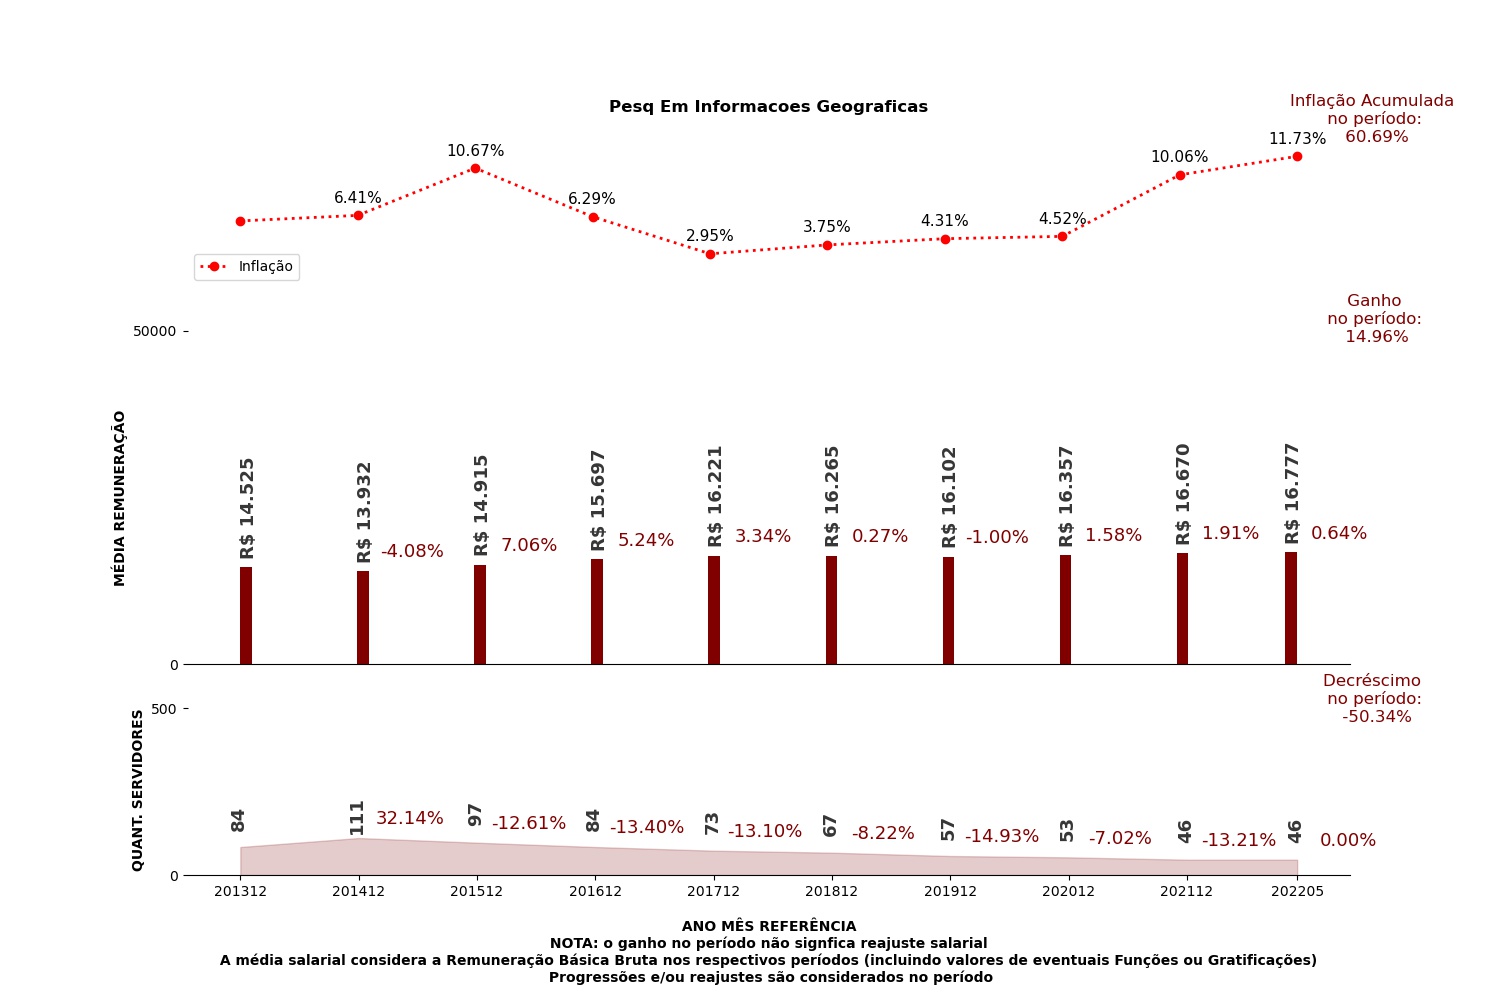 Pesq Em Informacoes Geograficas
Inflação Acumulada
no período:
60.69%
6.41%
10.67%
6.29%
2.95%
3.75%
4.31%
4.52%
10.06%
11.73%
Inflação
Ganho
no período:
14.96%
50000
0
MÉDIA REMUNERAÇÃO
R$ 14.525
R$ 13.932
-4.08%
R$ 14.915
7.06%
R$ 15.697
5.24%
R$ 16.221
3.34%
R$ 16.265
0.27%
R$ 16.102
-1.00%
R$ 16.357
1.58%
R$ 16.670
1.91%
R$ 16.777
0.64%
Decréscimo
no período:
-50.34%
500
0
QUANT. SERVIDORES
84
111
32.14%
97
-12.61%
84
-13.40%
73
-13.10%
67
-8.22%
57
-14.93%
53
-7.02%
46
-13.21%
46
0.00%
201312 201412 201512 201612 201712 201812 201912 202012 202112 202205
ANO MÊS REFERÊNCIA
NOTA: o ganho no período não signfica reajuste salarial
A média salarial considera a Remuneração Básica Bruta nos respectivos períodos (incluindo valores de eventuais Funções ou Gratificações)
Progressões e/ou reajustes são considerados no período